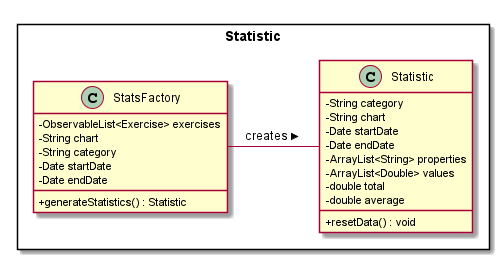 Statistic
C StatsFactory
-ObservableList<Exercise> exercises
-String chart
-String category
-Date startDate
-Date endDate
+generateStatistics() : Statistic
creates ▶
C Statistic
-String category
-String chart
-Date startDate
-Date endDate
-ArrayList<String> properties
-ArrayList<Double> values
-double total
-double average
+resetData() : void